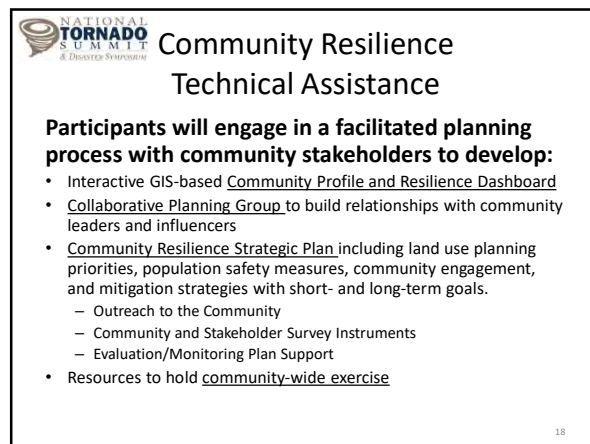 NATIONAL
TORNADO
SUMMIT
& DISASTER SYMPOSIUM
Community Resilience
Technical Assistance
Participants will engage in a facilitated planning
process with community stakeholders to develop:
• Interactive GIS-based Community Profile and Resilience Dashboard
• Collaborative Planning Group to build relationships with community
leaders and influencers
• Community Resilience Strategic Plan including land use planning
priorities, population safety measures, community engagement,
and mitigation strategies with short- and long-term goals.
– Outreach to the Community
– Community and Stakeholder Survey Instruments
– Evaluation/Monitoring Plan Support
• Resources to hold community-wide exercise
18